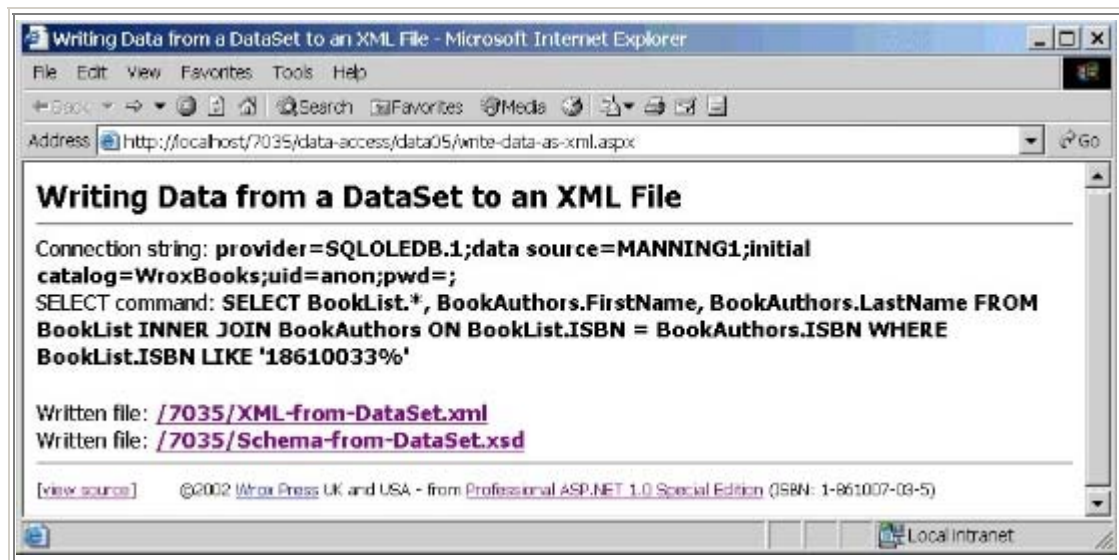 Writing Data from a DataSet to an XML File - Microsoft Internet Explorer
File Edit View Favorites Tools Help
Back Search Favorites Media
Address http://localhost/7035/data-access/data05/write-data-as-xml.aspx Go
Writing Data from a DataSet to an XML File
Connection string: provider=SQLOLEDB.1;data source=MANNING1;initial
catalog=WroxBooks;uid=anon;pwd=;
SELECT command: SELECT BookList.*, BookAuthors.FirstName, BookAuthors.LastName FROM
BookList INNER JOIN BookAuthors ON BookList.ISBN = BookAuthors.ISBN WHERE
BookList.ISBN LIKE '18610033%'
Written file: /7035/XML-from-DataSet.xml
Written file: /7035/Schema-from-DataSet.xsd
[view source] ©2002 Wrox Press UK and USA - from Professional ASP.NET 1.0 Special Edition (ISBN: 1-861007-03-5)
Local intranet